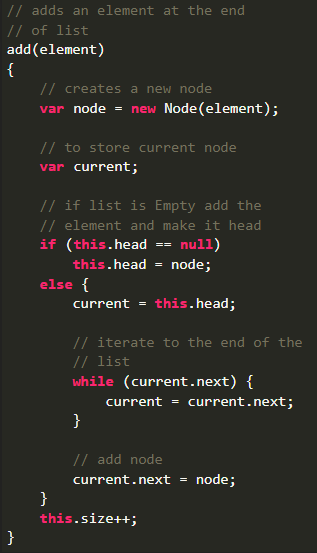 // adds an element at the end
// of list
add(element)
{
    // creates a new node
    var node = new Node(element);

    // to store current node
    var current;

    // if list is Empty add the
    // element and make it head
    if (this.head == null)
        this.head = node;
    else {
        current = this.head;

        // iterate to the end of the
        // list
        while (current.next) {
            current = current.next;
        }

        // add node
        current.next = node;
    }
    this.size++;
}